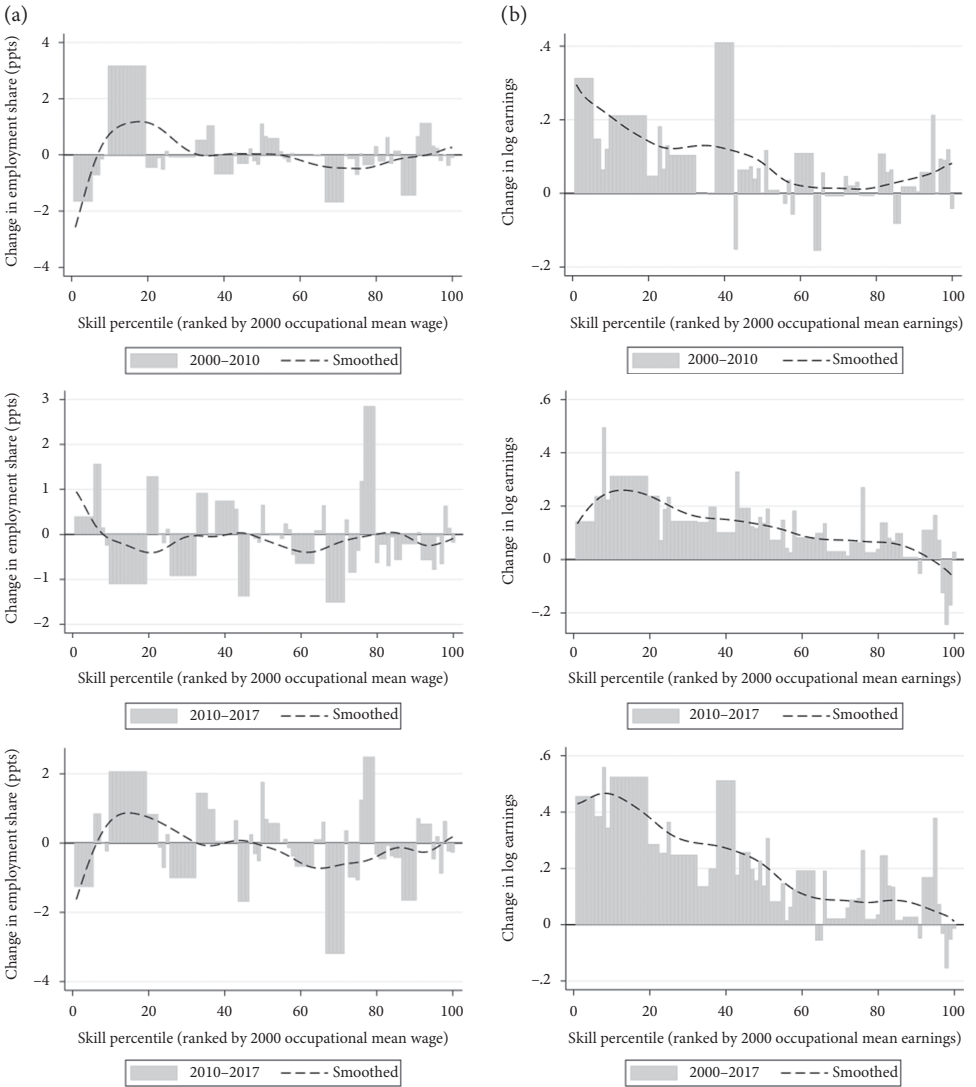 (a)
Change in employment share (ppts)
4
2
0
−2
−4
0 20 40 60 80 100
Skill percentile (ranked by 2000 occupational mean wage)
2000–2010 Smoothed
(b)
Change in log earnings
.4
.2
0
−.2
0 20 40 60 80 100
Skill percentile (ranked by 2000 occupational mean earnings)
2000–2010 Smoothed
Change in employment share (ppts)
3
2
1
0
−1
−2
0 20 40 60 80 100
Skill percentile (ranked by 2000 occupational mean wage)
2010–2017 Smoothed
Change in log earnings
.6
.4
.2
0
−.2
0 20 40 60 80 100
Skill percentile (ranked by 2000 occupational mean earnings)
2010–2017 Smoothed
Change in employment share (ppts)
2
0
−2
−4
0 20 40 60 80 100
Skill percentile (ranked by 2000 occupational mean wage)
2010–2017 Smoothed
Change in log earnings
.6
.4
.2
0
−.2
0 20 40 60 80 100
Skill percentile (ranked by 2000 occupational mean earnings)
2000–2017 Smoothed